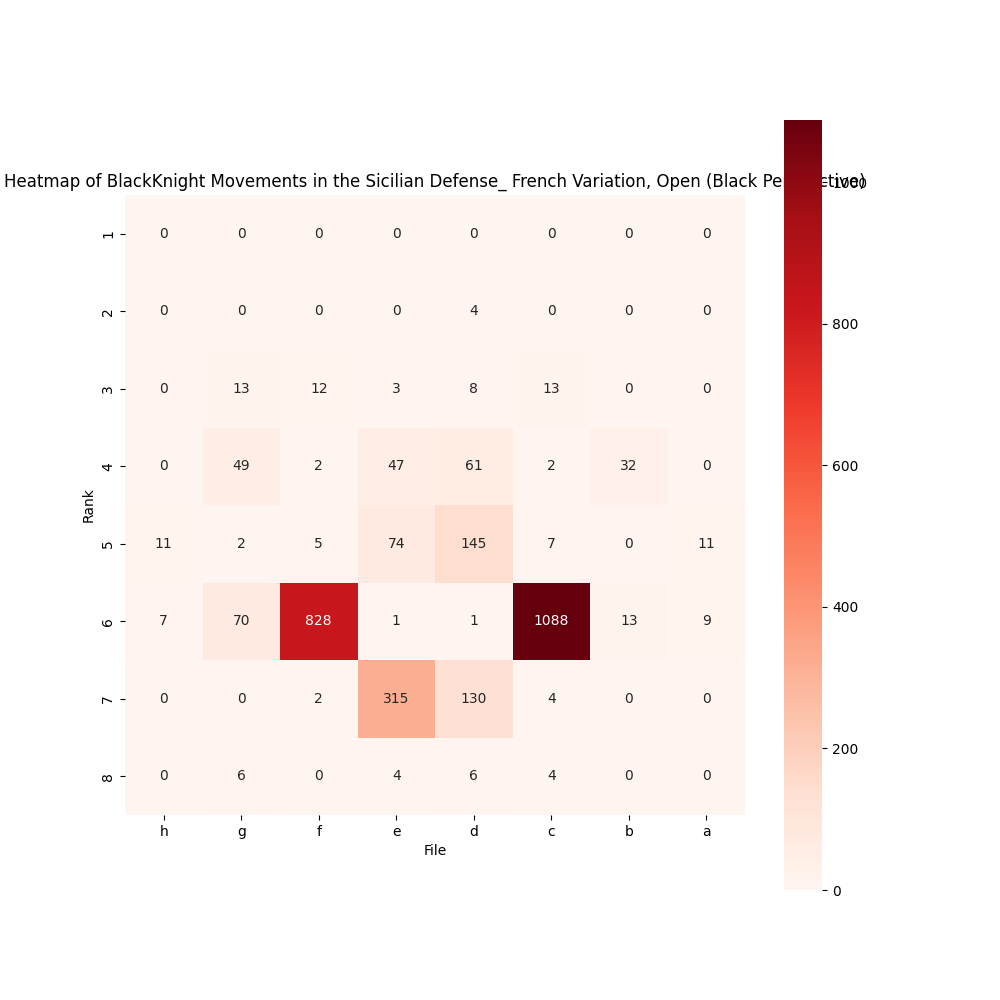 Heatmap of BlackKnight Movements in the Sicilian Defense_ French Variation, Open (Black Perspective)
1000
1 0 0 0 0 0 0 0 0
2 0 0 0 0 4 0 0 0
800
3 0 13 12 3 8 13 0 0
4 0 49 2 47 61 2 32 0
600
Rank
5 11 2 5 74 145 7 0 11
400
6 7 70 828 1 1 1088 13 9
7 0 0 2 315 130 4 0 0
200
8 0 6 0 4 6 4 0 0
h g f e d c b a
File
0